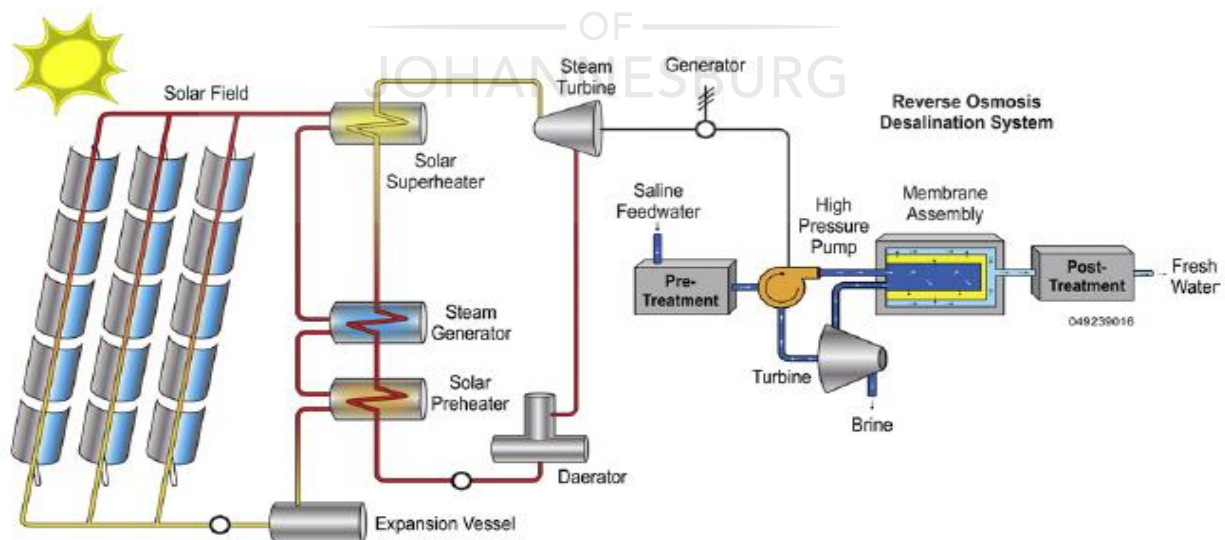 OF
JOHANNESBURG
Solar Field
Steam
Turbine
Generator
Reverse Osmosis
Desalination System
Solar
Superheater
Saline
Feedwater
High
Pressure
Pump
Membrane
Assembly
Pre-
Treatment
Post-
Treatment
Fresh
Water
049239016
Steam
Generator
Turbine
Solar
Preheater
Brine
Daerator
Expansion Vessel